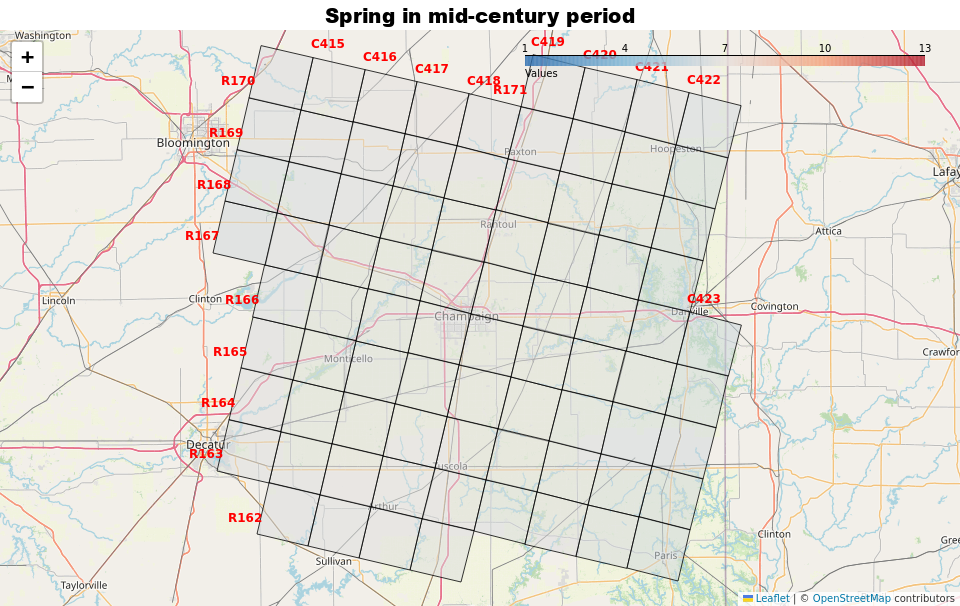 Spring in mid-century period
Washington
C415
C419
C416
1
4
7
10
13
C420
+
C417
C421
Values
R170
C418
C422
R171
−
R169
Bloomington
Paxton
Hoopeston
Lafay
R168
Rantoul
Attica
R167
Lincoln
Clinton
R166
C423
Covington
Champaign
Danville
R165
Monticello
Crawfor
R164
Decatur
R163
Tuscola
Arthur
R162
Clinton
Gree
Sullivan
Paris
Taylorville
Leaflet | © OpenStreetMap contributors